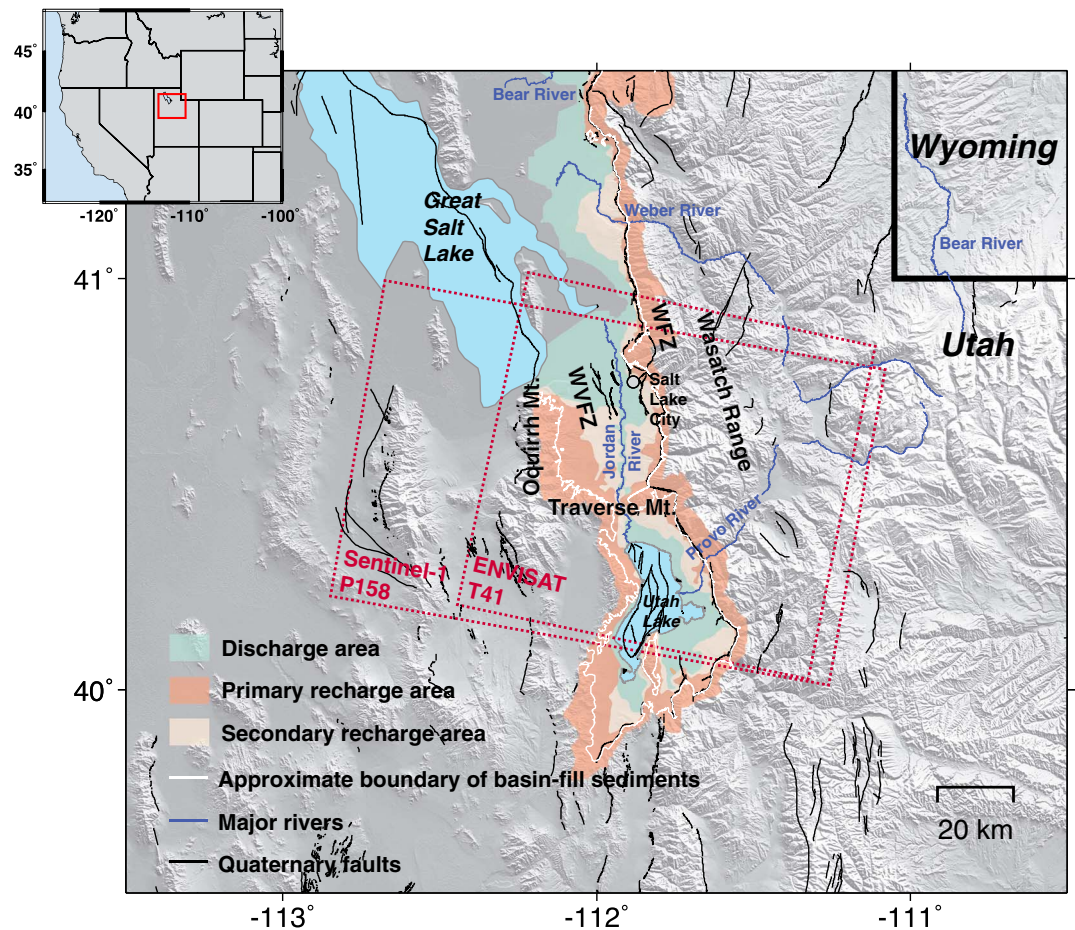 45°
40°
35°
-120°
-110°
-100°
Bear River
Wyoming
Weber River
Great
Salt
Lake
Bear River
41°
WFZ
Wasatch Range
Utah
WVFZ
Salt
Lake
City
Oquirrh Mt.
Jordan
River
Traverse Mt.
Provo River
Sentinel-1
P158
ENVISAT
T41
Utah
Lake
Discharge area
40°
Primary recharge area
Secondary recharge area
Approximate boundary of basin-fill sediments
Major rivers
20 km
Quaternary faults
-113°
-112°
-111°